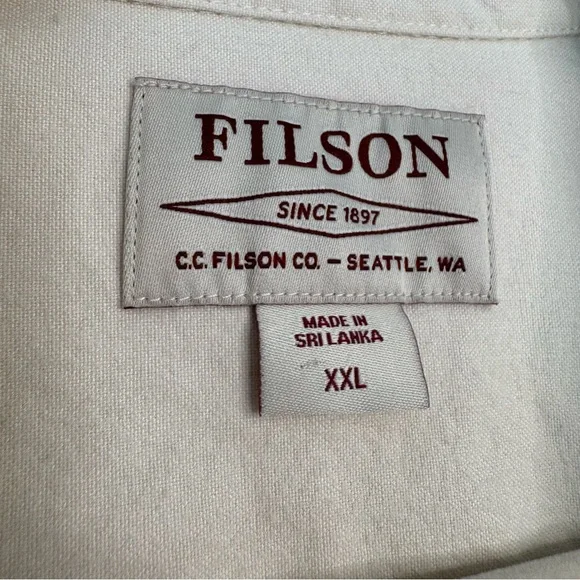 FILSON
SINCE 1897
C.C. FILSON CO. – SEATTLE, WA
MADE IN
SRI LANKA
XXL